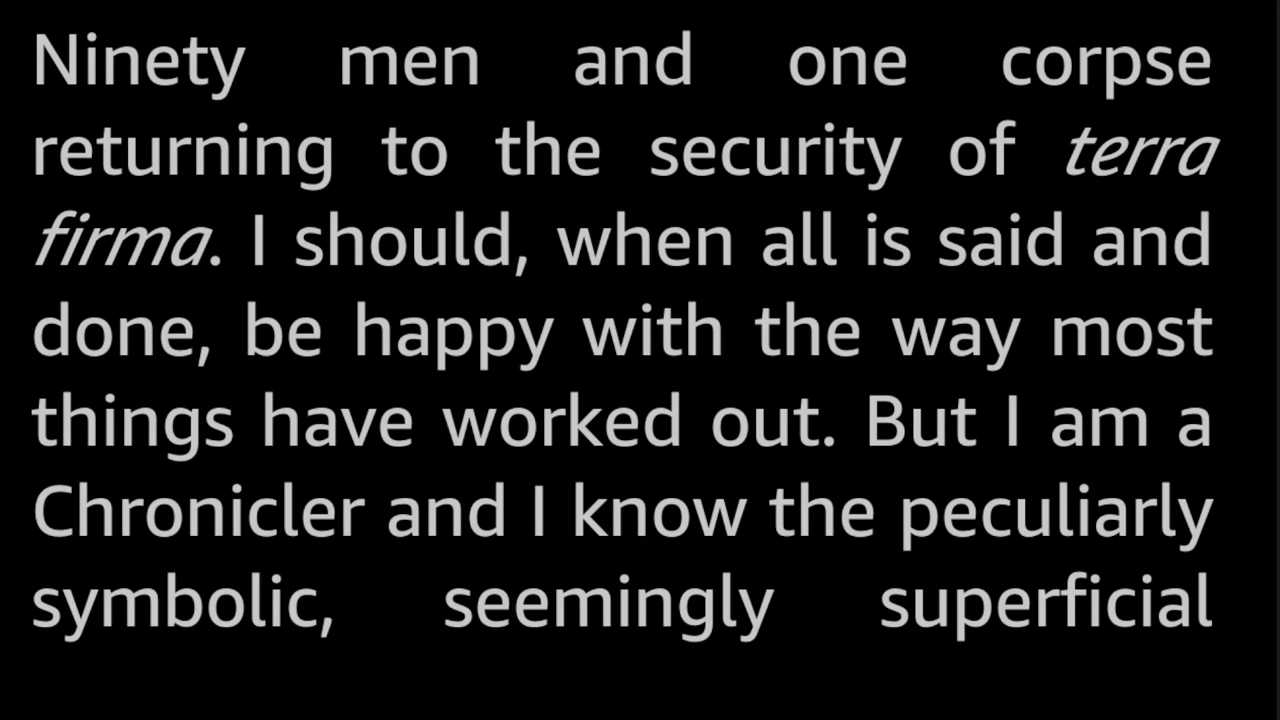 Ninety men and one corpse
returning to the security of terra
firma. I should, when all is said and
done, be happy with the way most
things have worked out. But I am a
Chronicler and I know the peculiarly
symbolic, seemingly superficial